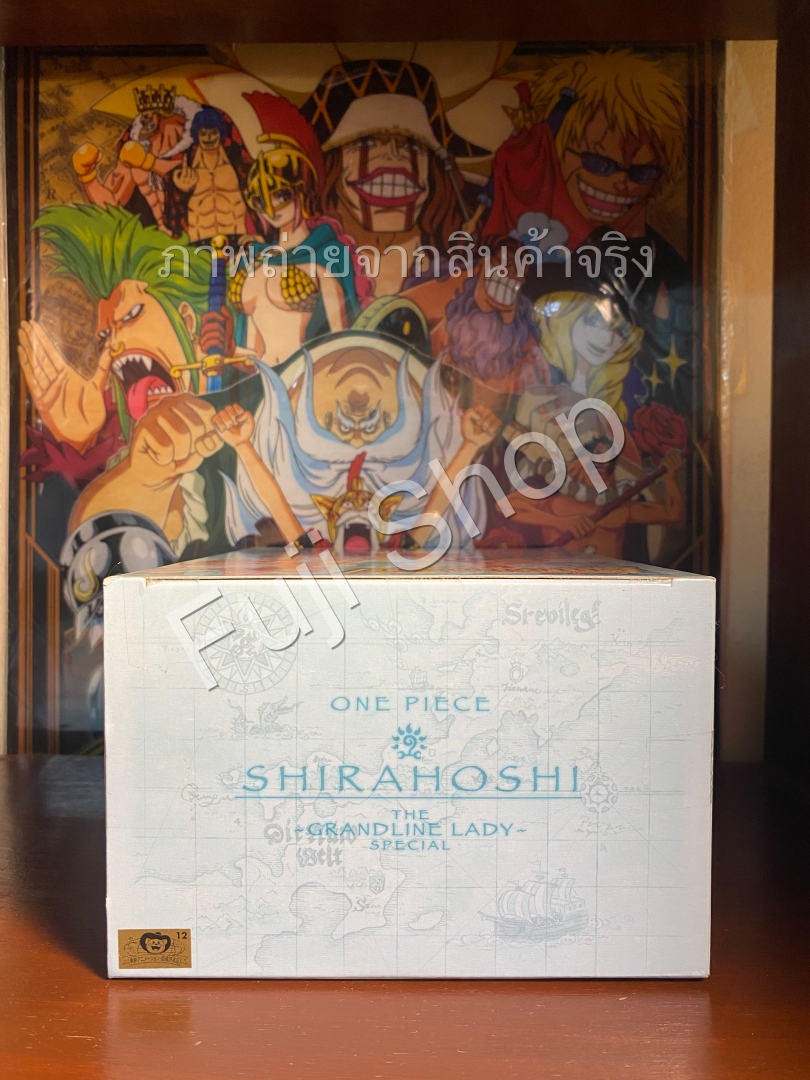 ภาพถ่ายจากสินค้าจริง
Fuji Shop
ONE PIECE
SHIRAHOSHI
THE
~GRANDLINE LADY~
SPECIAL
12